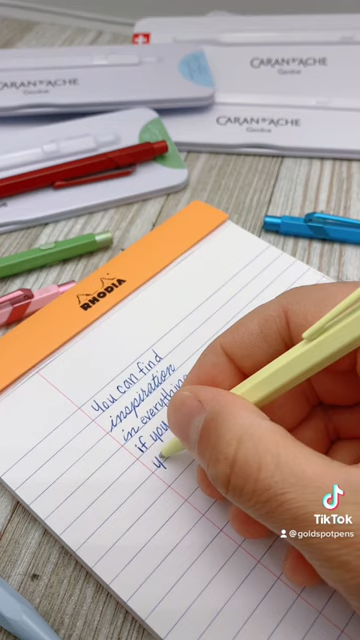 CARAN D'ACHE
Genève
CARAN D'ACHE
Genève
CARAN D'ACHE
Genève
RHODIA
You can find
inspiration
in everything
if you
TikTok
@goldspotpens